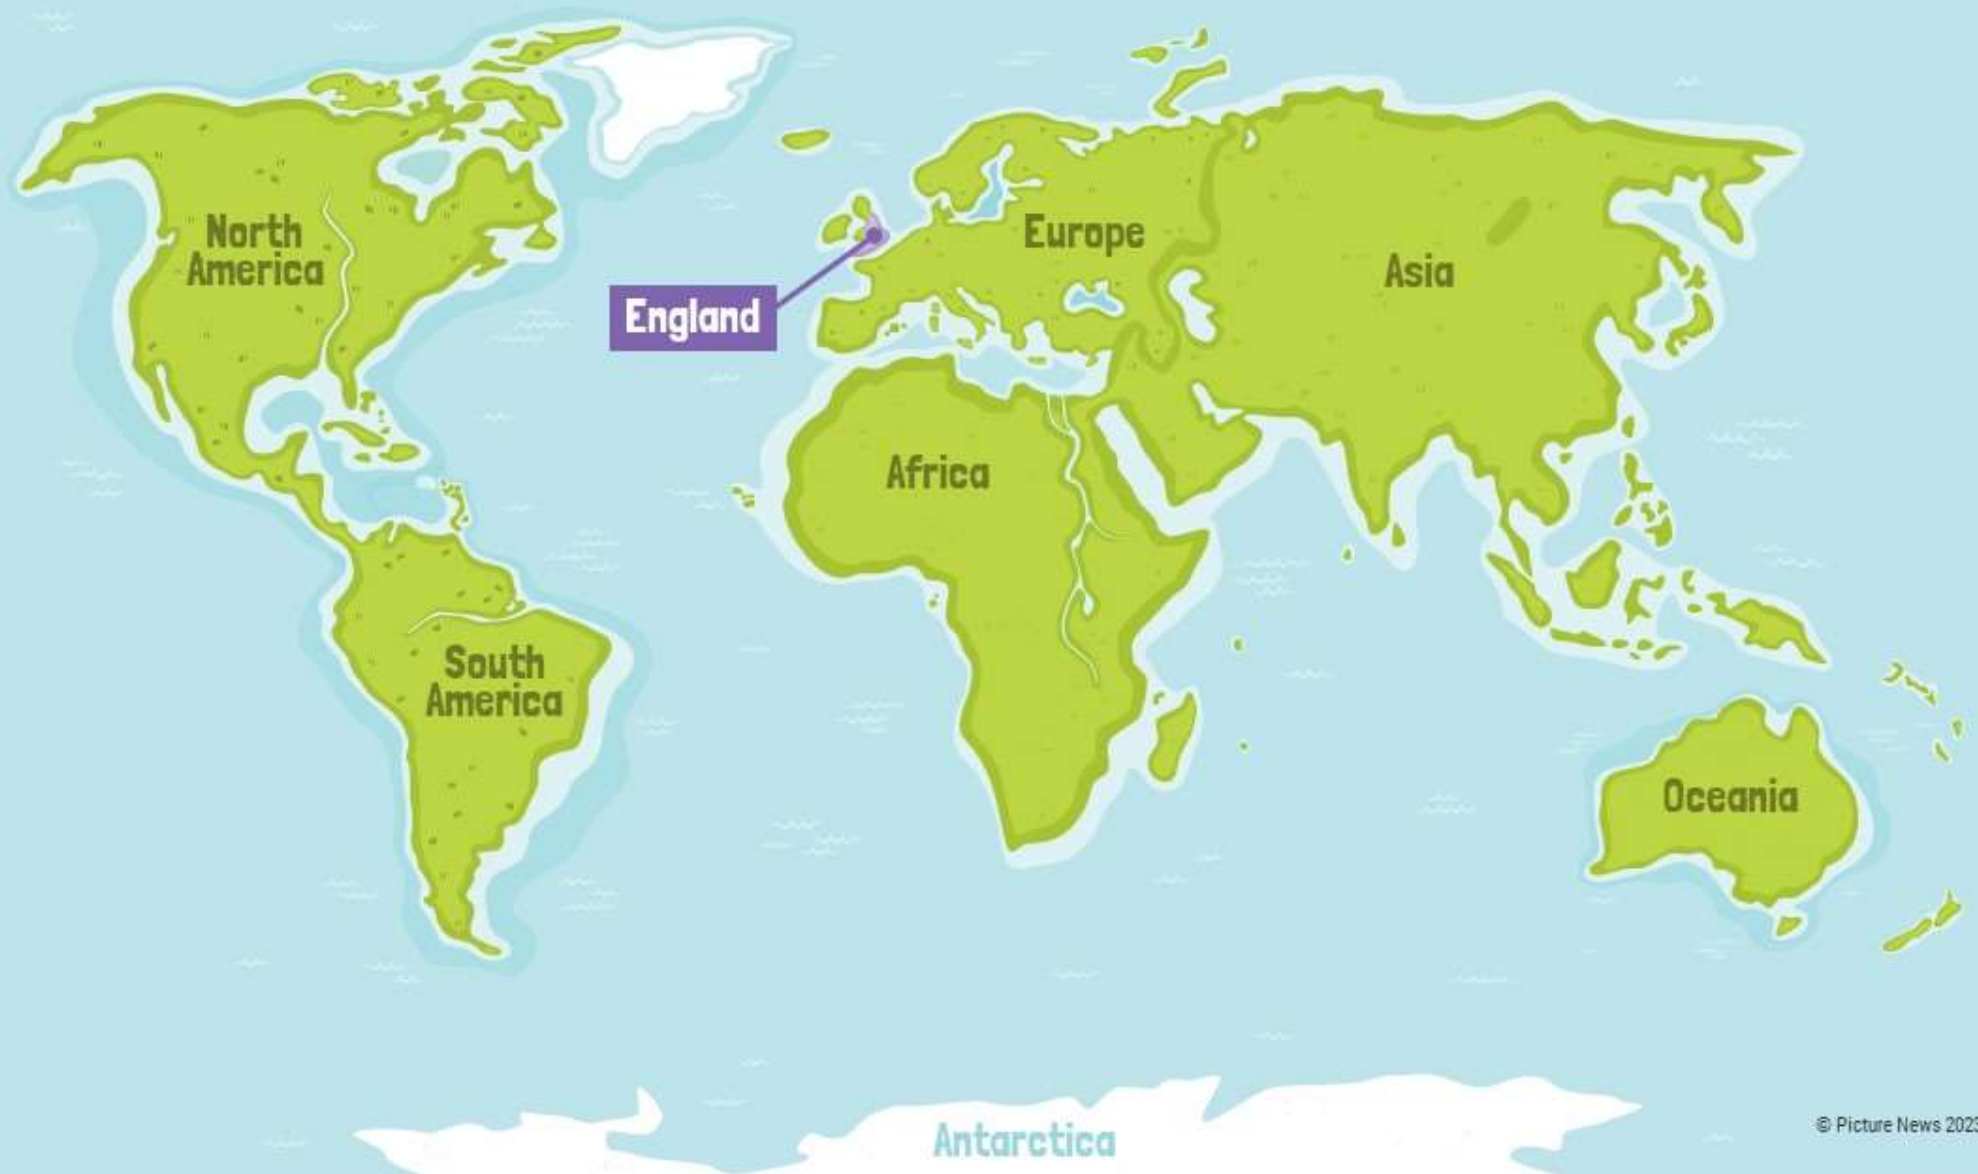 North
America
Europe
Asia
England
Africa
South
America
Oceania
Antarctica
© Picture News 2023